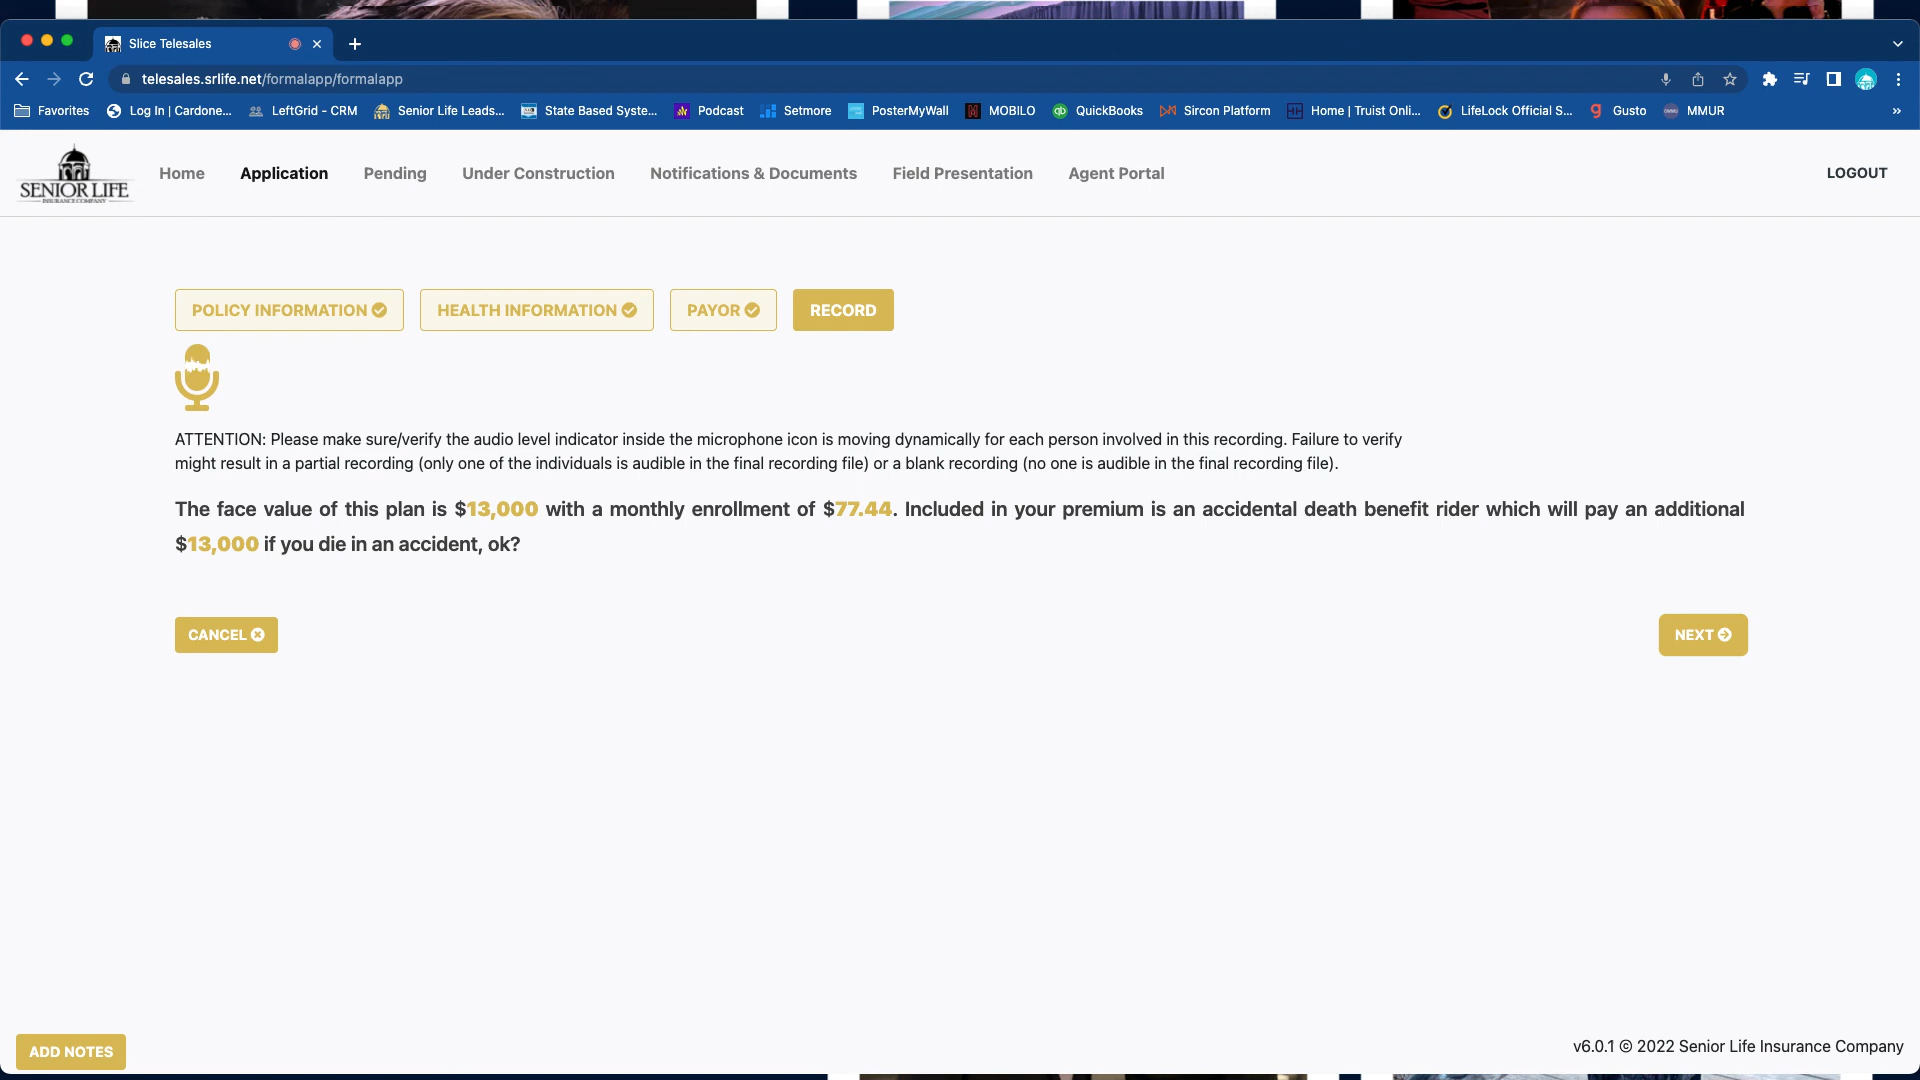 Slice Telesales
telesales.srlife.net/formalapp/formalapp
Favorites Log In | Cardone... LeftGrid - CRM Senior Life Leads... State Based Syste... Podcast Setmore PosterMyWall MOBILO QuickBooks Sircon Platform Home | Truist Onli... LifeLock Official S... Gusto MMUR »
SENIOR LIFE
INSURANCE COMPANY
Home Application Pending Under Construction Notifications & Documents Field Presentation Agent Portal LOGOUT
POLICY INFORMATION HEALTH INFORMATION PAYOR RECORD
ATTENTION: Please make sure/verify the audio level indicator inside the microphone icon is moving dynamically for each person involved in this recording. Failure to verify
might result in a partial recording (only one of the individuals is audible in the final recording file) or a blank recording (no one is audible in the final recording file).
The face value of this plan is $13,000 with a monthly enrollment of $77.44. Included in your premium is an accidental death benefit rider which will pay an additional
$13,000 if you die in an accident, ok?
CANCEL NEXT
ADD NOTES
v6.0.1 © 2022 Senior Life Insurance Company